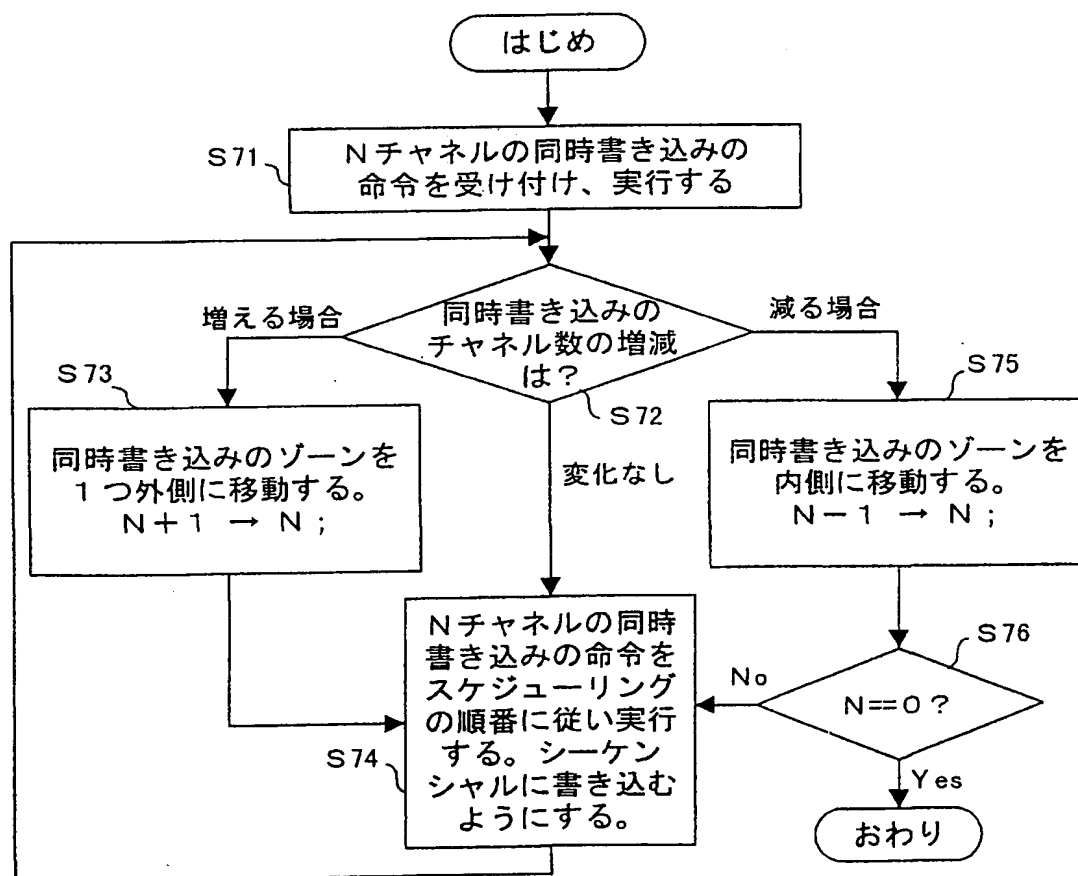 はじめ
S71
Nチャネルの同時書き込みの
命令を受け付け、実行する
増える場合
同時書き込みの
チャネル数の増減
は？
減る場合
S73
S72
S75
同時書き込みのゾーンを
1つ外側に移動する。
N+1 → N;
変化なし
同時書き込みのゾーンを
内側に移動する。
N-1 → N;
S74
Nチャネルの同時
書き込みの命令を
スケジューリング
の順番に従い実行
する。シーケン
シャルに書き込む
ようにする。
No
S76
N==0?
Yes
おわり